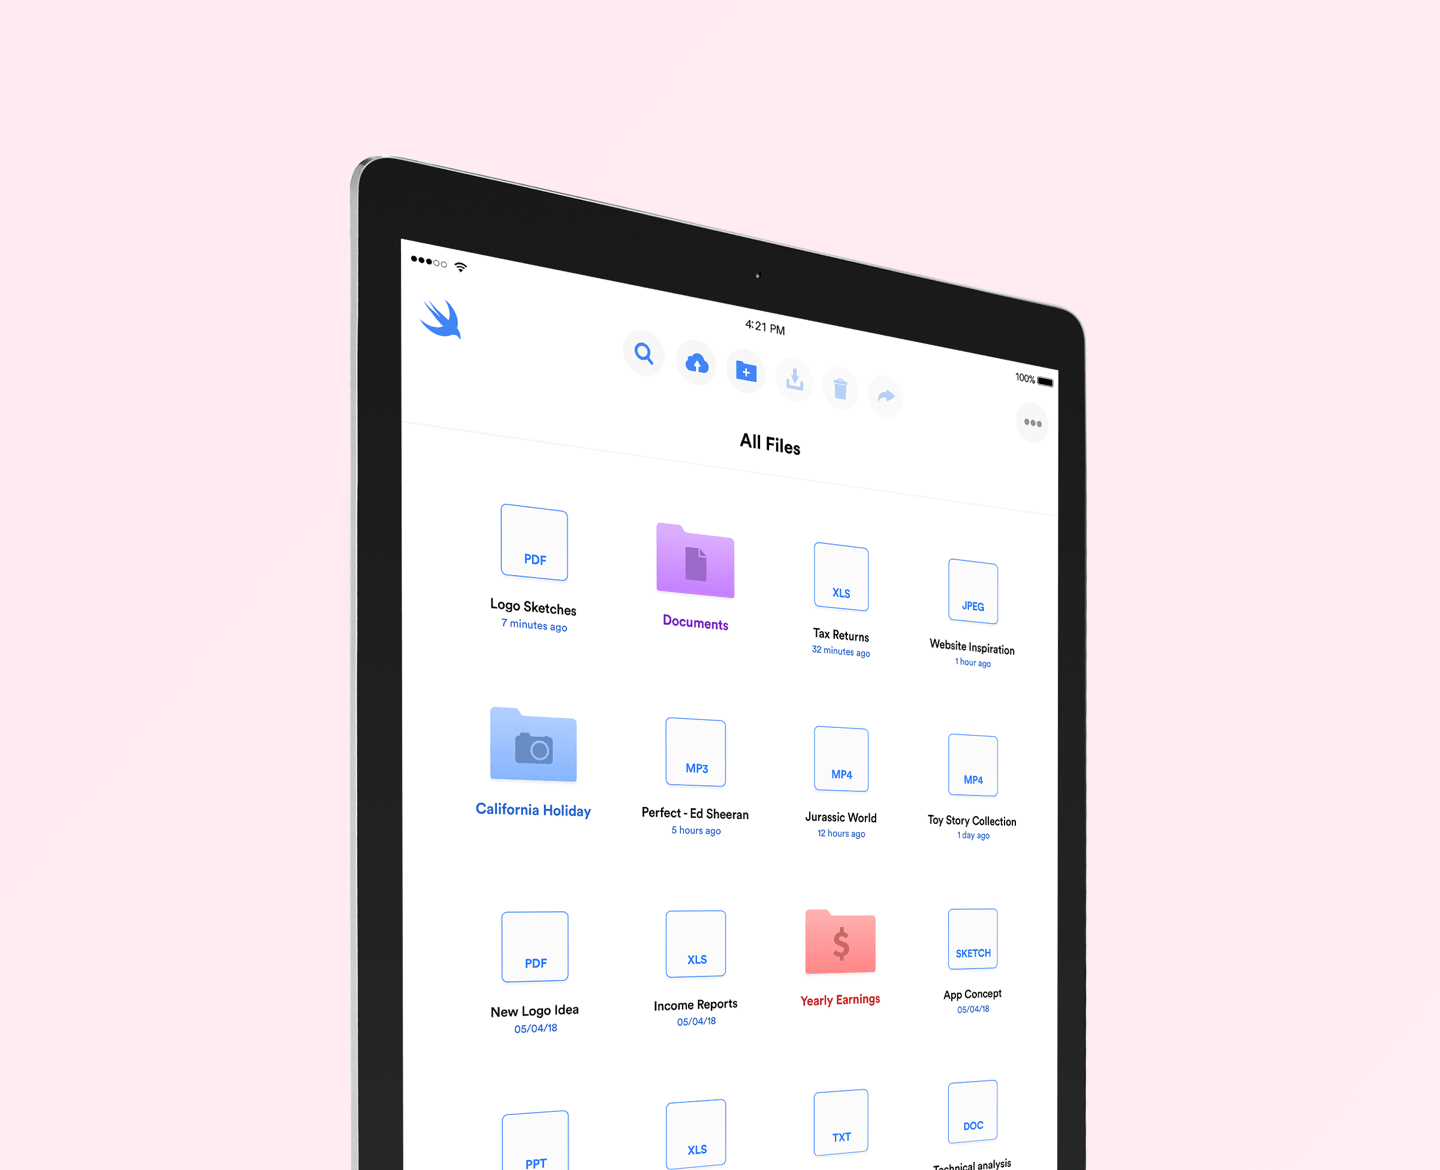 4:21 PM
100%
All Files
PDF
Logo Sketches
7 minutes ago
Documents
XLS
Tax Returns
32 minutes ago
JPEG
Website Inspiration
1 hour ago
California Holiday
MP3
Perfect - Ed Sheeran
5 hours ago
MP4
Jurassic World
12 hours ago
MP4
Toy Story Collection
1 day ago
PDF
New Logo Idea
05/04/18
XLS
Income Reports
05/04/18
$
Yearly Earnings
SKETCH
App Concept
05/04/18
PPT
XLS
TXT
DOC
Technical analysis